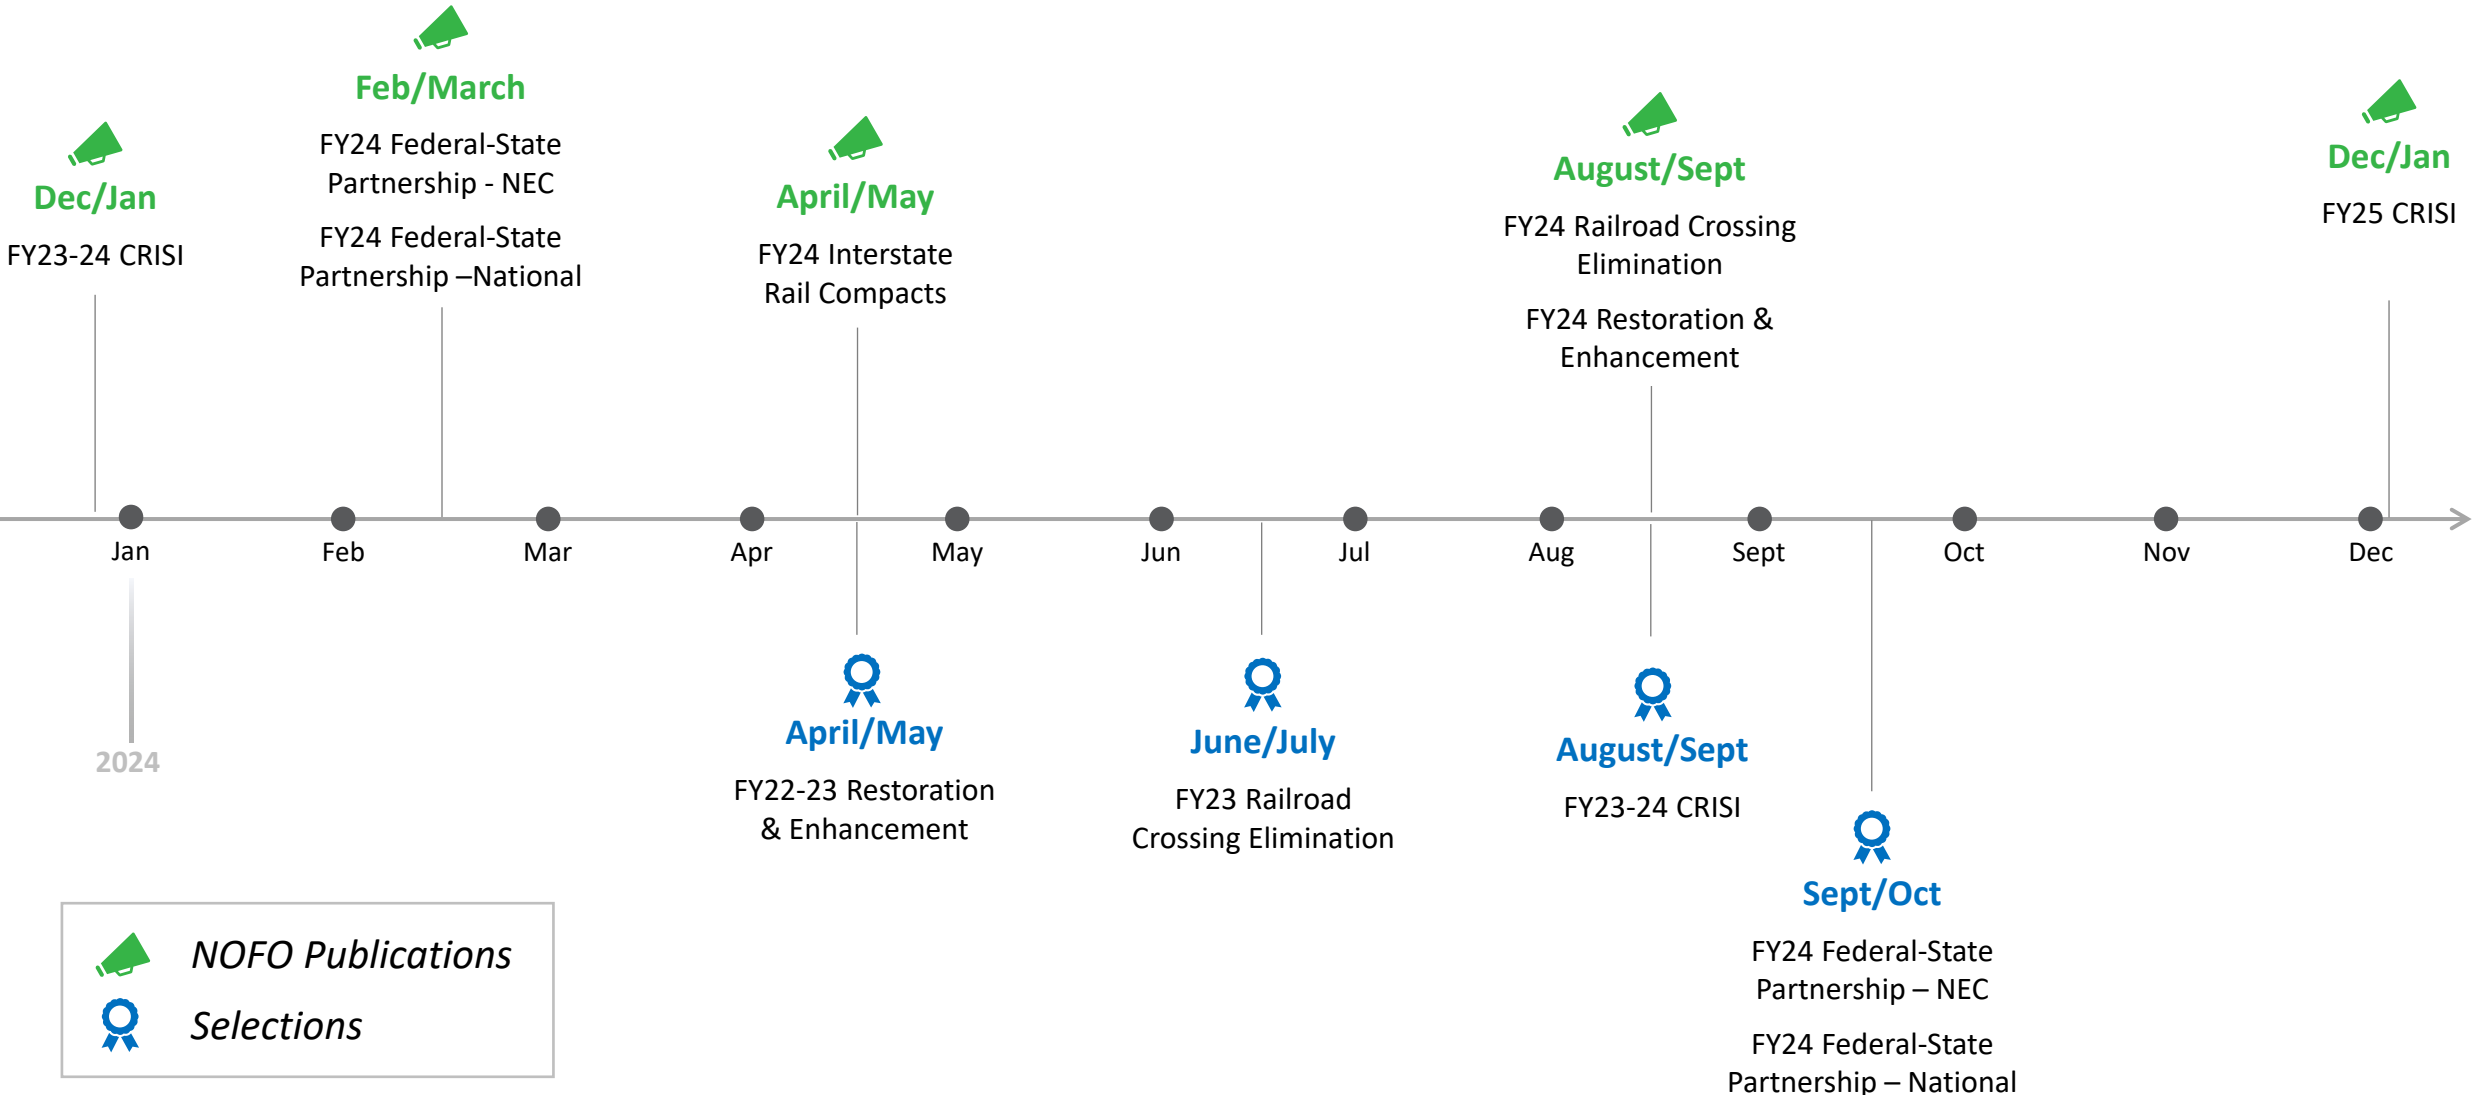 Feb/March
FY24 Federal-State
Partnership - NEC
FY24 Federal-State
Partnership –National
Dec/Jan
FY23-24 CRISI
April/May
FY24 Interstate
Rail Compacts
August/Sept
FY24 Railroad Crossing
Elimination
FY24 Restoration &
Enhancement
Dec/Jan
FY25 CRISI
Jan
Feb
Mar
Apr
May
Jun
Jul
Aug
Sept
Oct
Nov
Dec
2024
April/May
FY22-23 Restoration
& Enhancement
June/July
FY23 Railroad
Crossing Elimination
August/Sept
FY23-24 CRISI
Sept/Oct
FY24 Federal-State
Partnership – NEC
FY24 Federal-State
Partnership – National
NOFO Publications
Selections